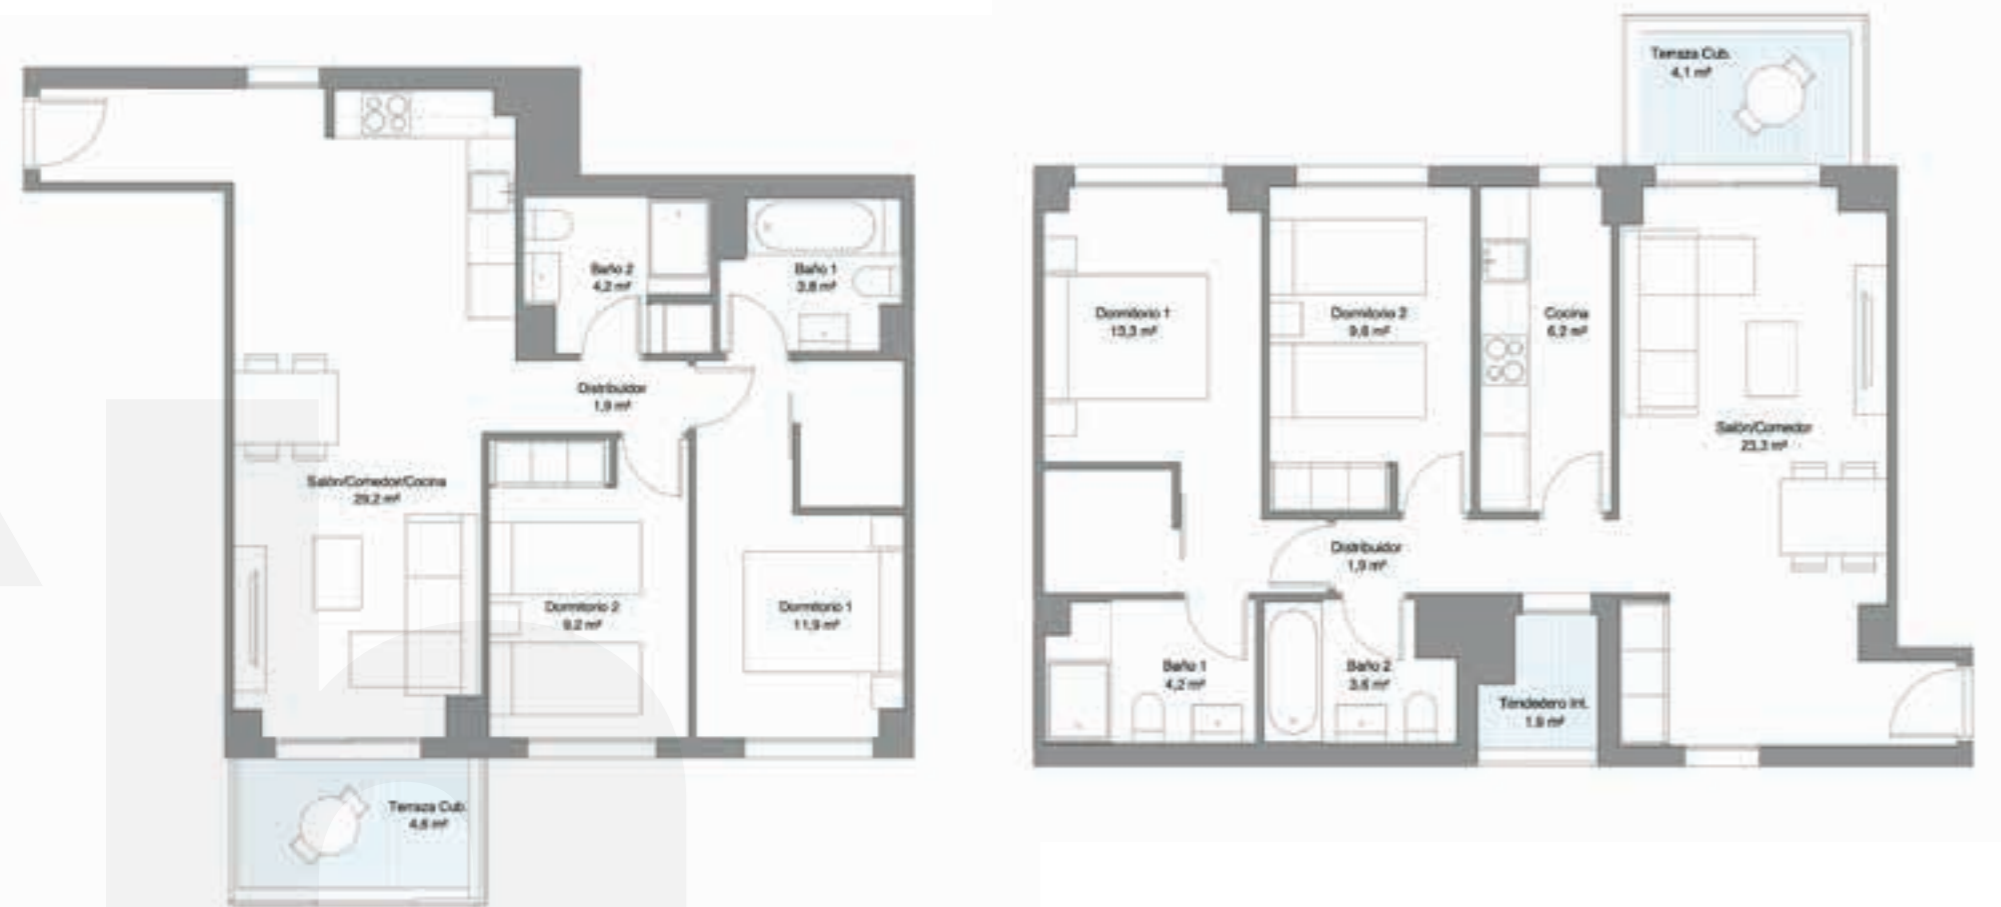 Baño 2
4,2 m²
Baño 1
3,8 m²
Distribuidor
1,9 m²
Salón/Comedor/Cocina
29,2 m²
Dormitorio 2
9,2 m²
Dormitorio 1
11,9 m²
Terraza Cub.
4,6 m²
Terraza Cub.
4,1 m²
Dormitorio 1
13,3 m²
Dormitorio 2
9,6 m²
Cocina
6,2 m²
Salón/Comedor
23,3 m²
Distribuidor
1,9 m²
Baño 1
4,2 m²
Baño 2
3,6 m²
Tendedero Int.
1,9 m²